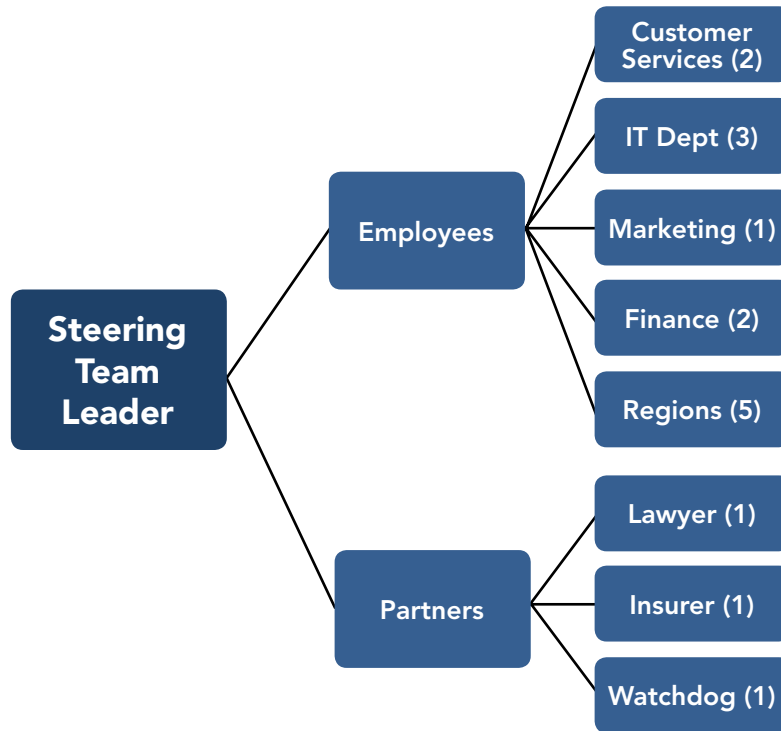 Customer
Services (2)
IT Dept (3)
Employees
Marketing (1)
Finance (2)
Steering
Team
Leader
Regions (5)
Lawyer (1)
Partners
Insurer (1)
Watchdog (1)